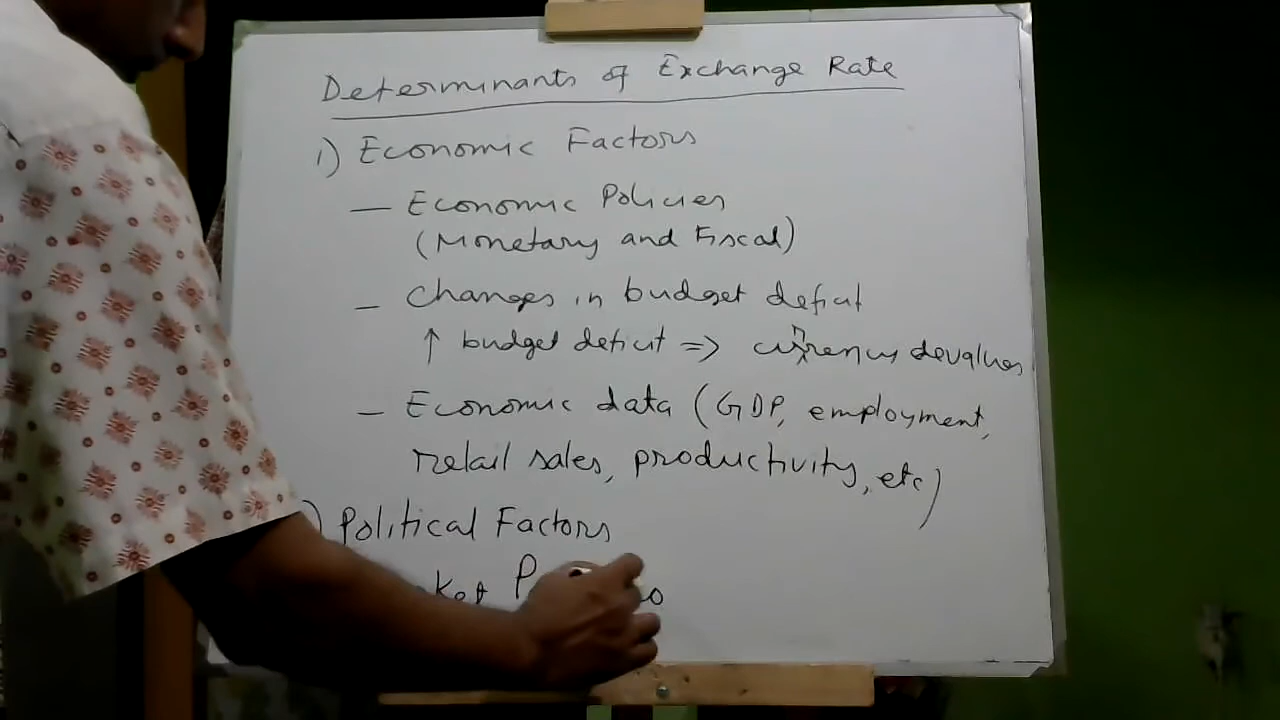 Determinants of Exchange Rate
1) Economic Factors
— Economic Policies
(Monetary and Fiscal)
– Changes in budget deficit
↑ budget deficit => currency devalues
– Economic data (GDP, employment,
retail sales, productivity, etc)
) Political Factors